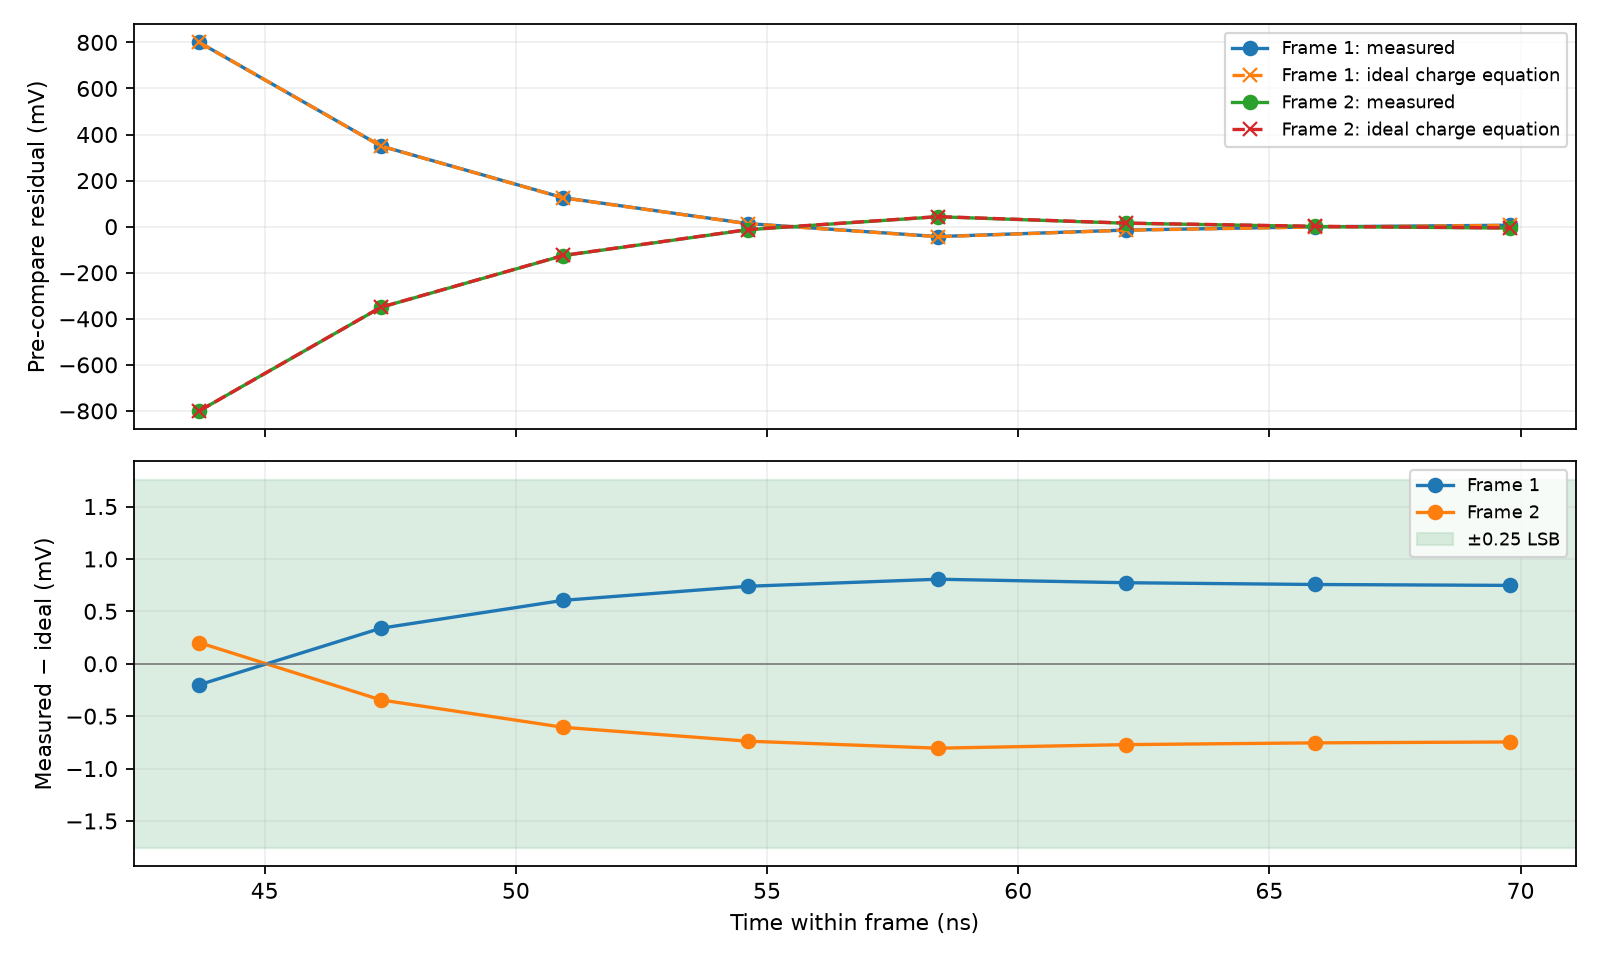 800
600
400
200
0
−200
−400
−600
−800
Pre-compare residual (mV)
Frame 1: measured
Frame 1: ideal charge equation
Frame 2: measured
Frame 2: ideal charge equation
1.5
1.0
0.5
0.0
−0.5
−1.0
−1.5
Measured − ideal (mV)
Frame 1
Frame 2
±0.25 LSB
45
50
55
60
65
70
Time within frame (ns)